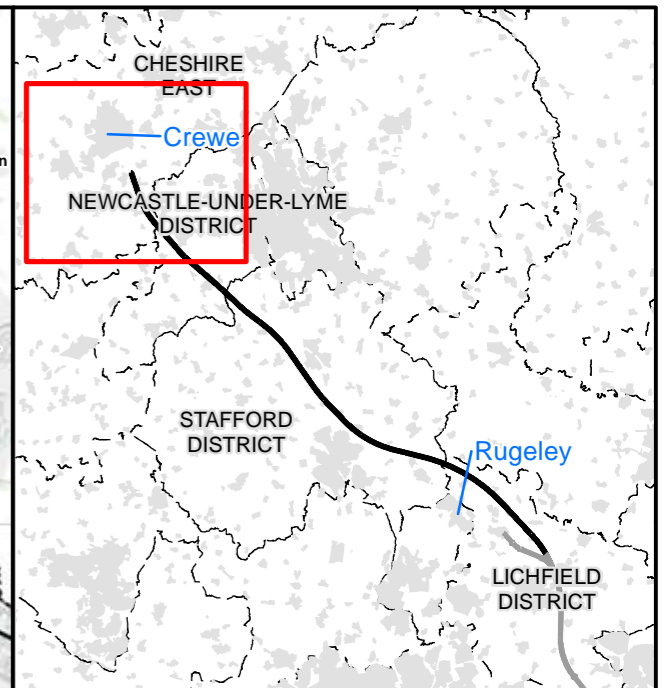 CHESHIRE
EAST
Crewe
n
NEWCASTLE-UNDER-LYME
DISTRICT
STAFFORD
DISTRICT
Rugeley
LICHFIELD
DISTRICT